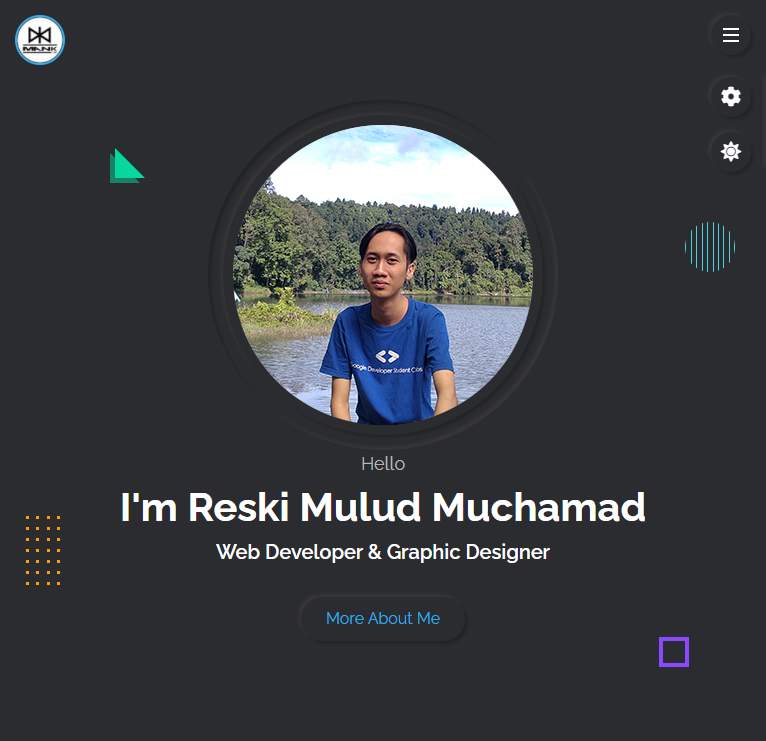 MANK
Google Developer Student Clubs
Hello
I'm Reski Mulud Muchamad
Web Developer & Graphic Designer
More About Me